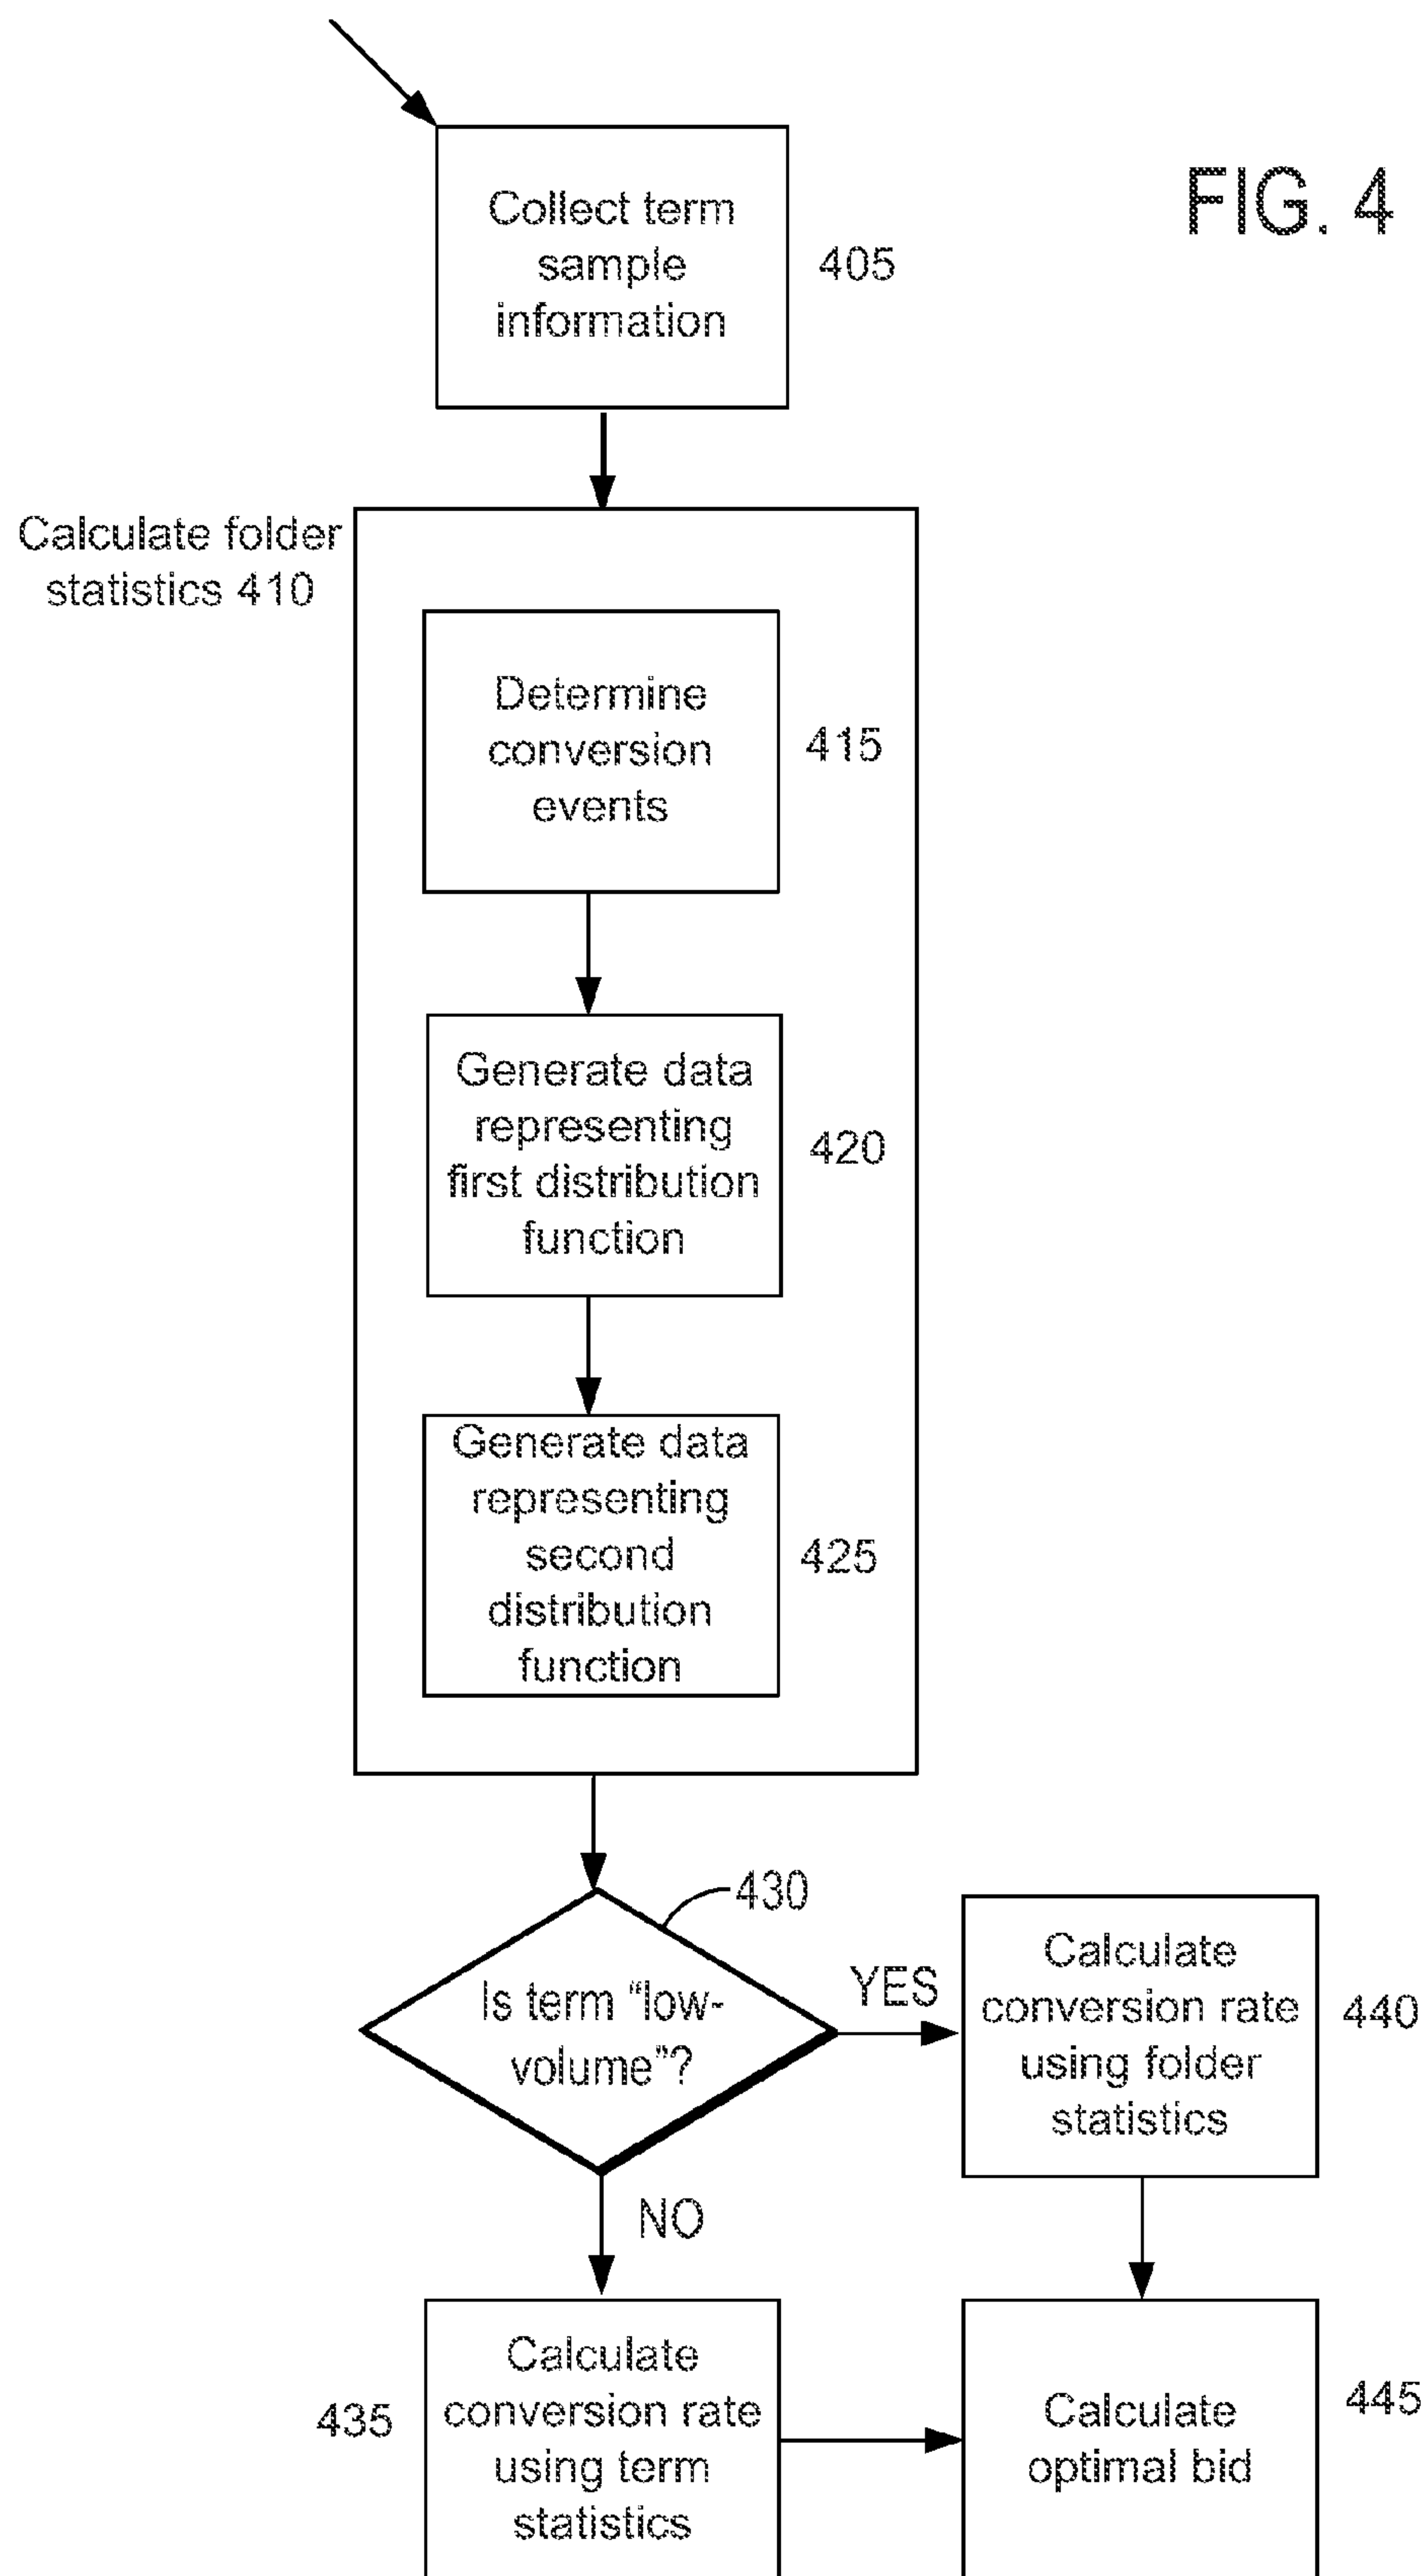 FIG. 4
Collect term
sample
information
405
Calculate folder
statistics 410
Determine
conversion
events
415
Generate data
representing
first distribution
function
420
Generate data
representing
second
distribution
function
425
430
Is term “low-
volume”?
YES
NO
Calculate
conversion rate
using folder
statistics
440
435
Calculate
conversion rate
using term
statistics
Calculate
optimal bid
445